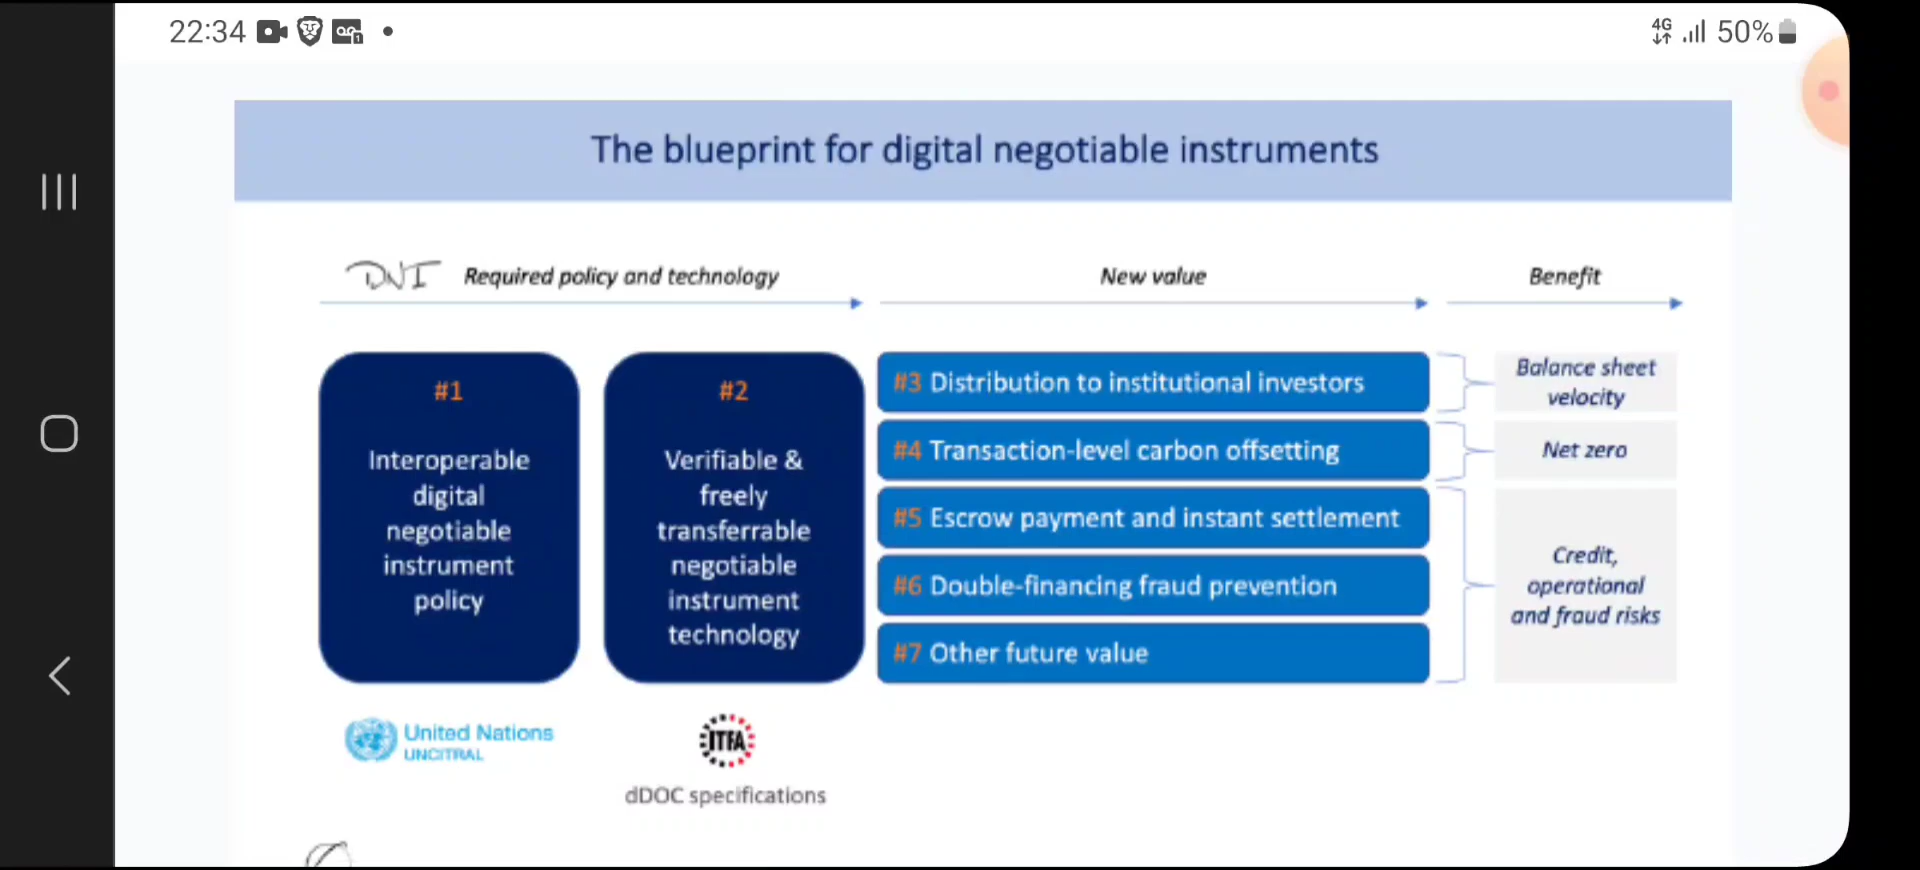 22:34
4G
50%
The blueprint for digital negotiable instruments
DNI
Required policy and technology
New value
Benefit
#1
Interoperable
digital
negotiable
instrument
policy
#2
Verifiable &
freely
transferrable
negotiable
instrument
technology
#3 Distribution to institutional investors
#4 Transaction-level carbon offsetting
#5 Escrow payment and instant settlement
#6 Double-financing fraud prevention
#7 Other future value
Balance sheet
velocity
Net zero
Credit,
operational
and fraud risks
United Nations
UNCITRAL
ITFA
dDOC specifications